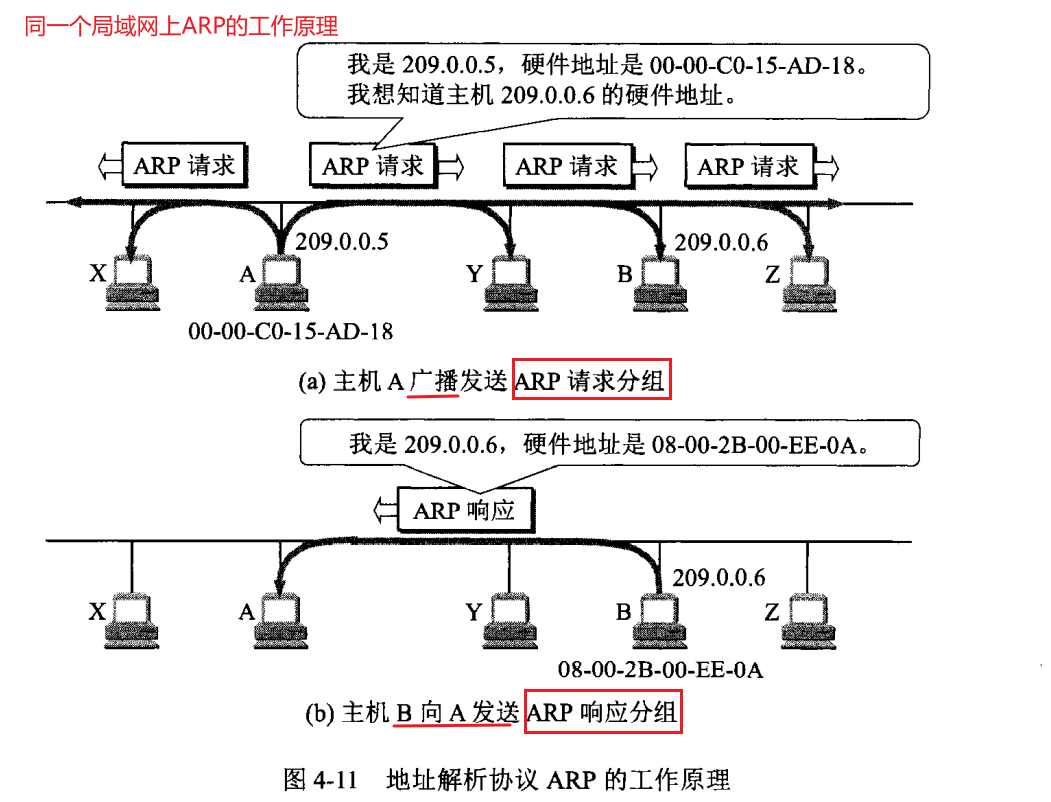 同一个局域网上ARP的工作原理
我是 209.0.0.5，硬件地址是 00-00-C0-15-AD-18。
我想知道主机 209.0.0.6 的硬件地址。
ARP 请求
ARP 请求
ARP 请求
ARP 请求
209.0.0.5
209.0.0.6
X
A
Y
B
Z
00-00-C0-15-AD-18
(a) 主机 A 广播发送 ARP 请求分组
我是 209.0.0.6，硬件地址是 08-00-2B-00-EE-0A。
ARP 响应
209.0.0.6
X
A
Y
B
Z
08-00-2B-00-EE-0A
(b) 主机 B 向 A 发送 ARP 响应分组
图 4-11 地址解析协议 ARP 的工作原理